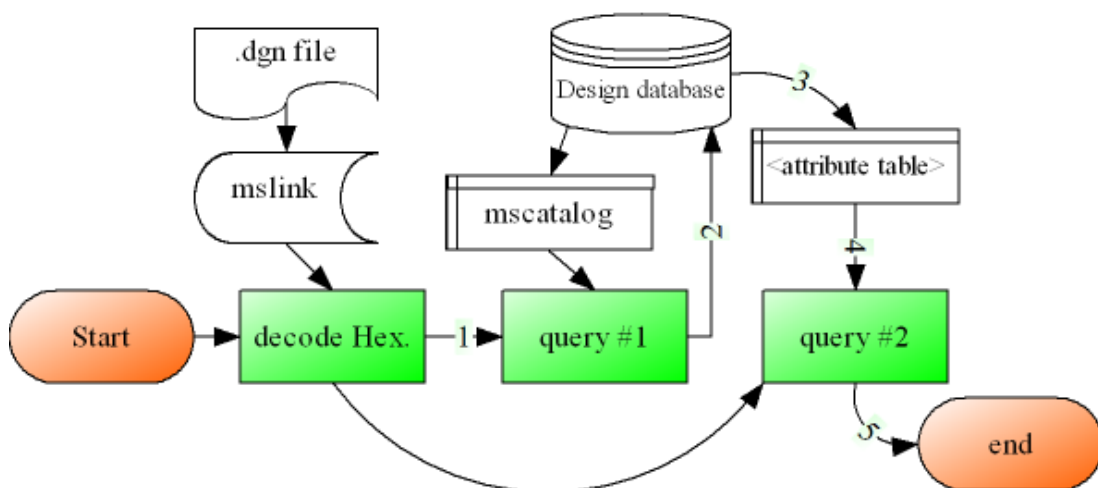 .dgn file
Design database
3
<attribute table>
mslink
mscatalog
2
4
Start
decode Hex.
1
query #1
query #2
5
end